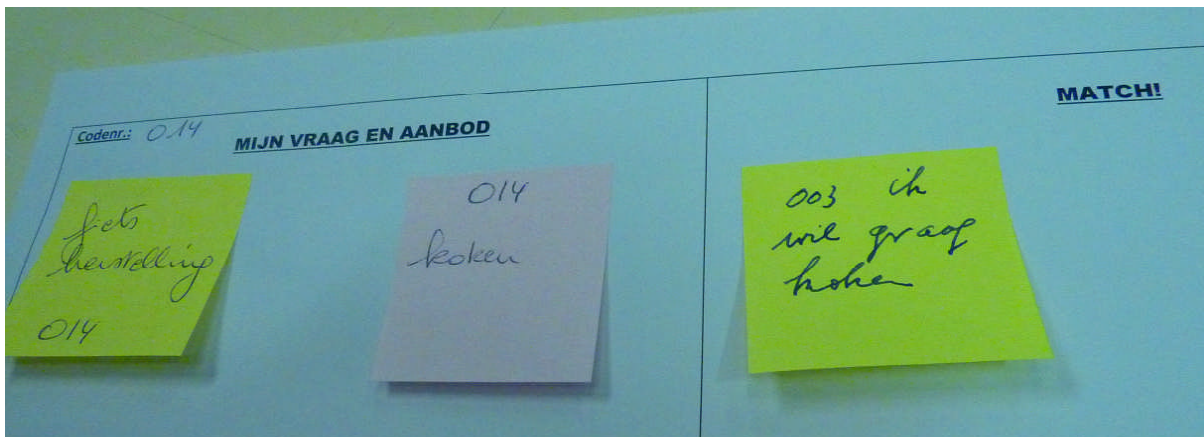 Codenr.: 014
MIJN VRAAG EN AANBOD
fiets
herstelling
014
014
koken
MATCH!
003 ik
wil graag
koken